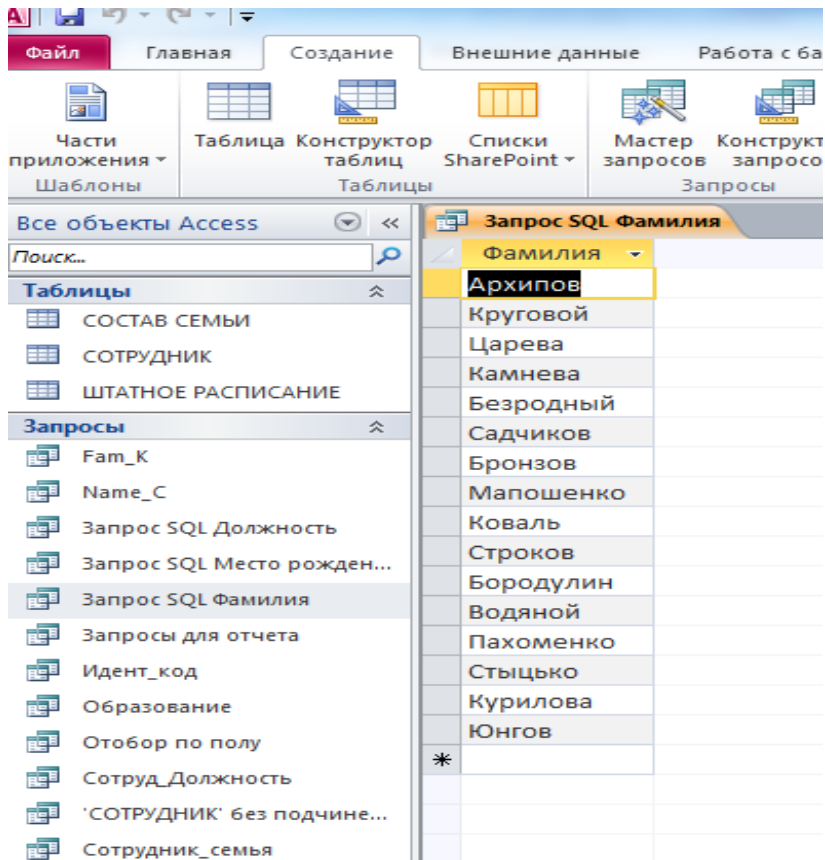 A
Файл Главная Создание Внешние данные Работа с ба
Части приложения
Таблица
Конструктор таблиц
Списки SharePoint
Мастер запросов
Конструкт запросо
Шаблоны Таблицы Запросы
Все объекты Access
Поиск...
Таблицы
СОСТАВ СЕМЬИ
СОТРУДНИК
ШТАТНОЕ РАСПИСАНИЕ
Запросы
Fam_K
Name_C
Запрос SQL Должность
Запрос SQL Место рожден...
Запрос SQL Фамилия
Запросы для отчета
Идент_код
Образование
Отобор по полу
Сотруд_Должность
'СОТРУДНИК' без подчине...
Сотрудник_семья
Запрос SQL Фамилия
Фамилия
Архипов
Круговой
Царева
Камнева
Безродный
Садчиков
Бронзов
Мапошенко
Коваль
Строков
Бородулин
Водяной
Пахоменко
Стыцько
Курилова
Юнгов